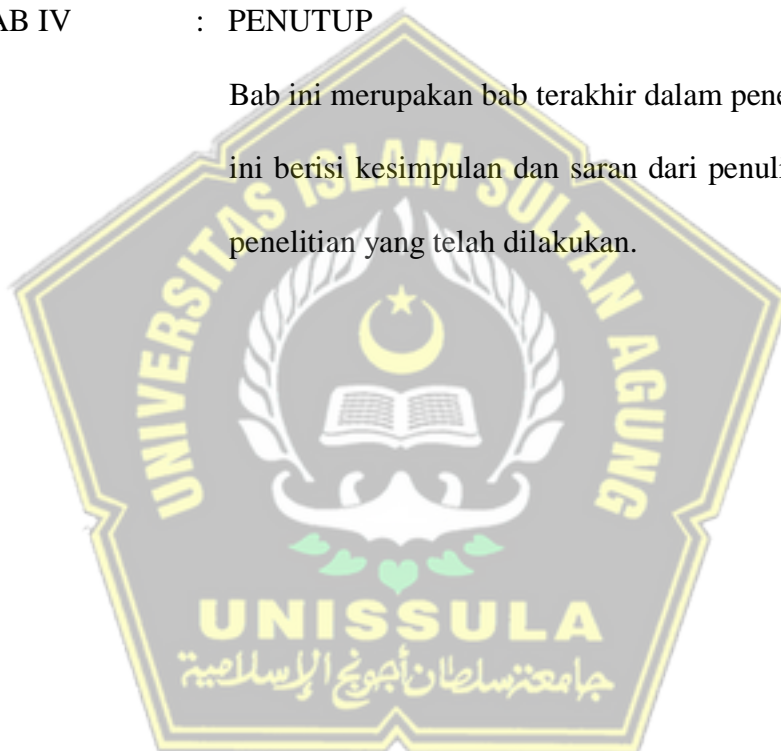 AB IV : PENUTUP
Bab ini merupakan bab terakhir dalam pene
ini berisi kesimpulan dan saran dari penuli
penelitian yang telah dilakukan.
UNIVERSITAS ISLAM SULTAN AGUNG
UNISSULA
جامعة سلطان أجونج الإسلامية